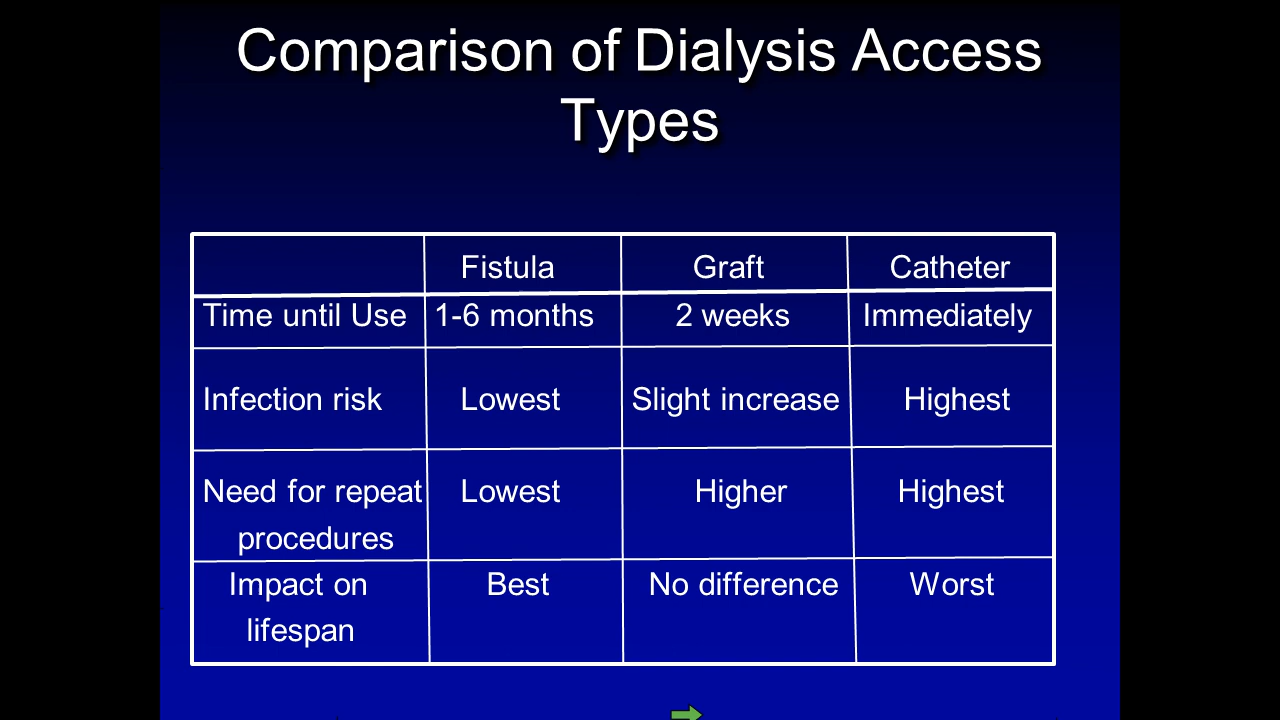 Comparison of Dialysis Access
Types
Fistula Graft Catheter
Time until Use 1-6 months 2 weeks Immediately
Infection risk Lowest Slight increase Highest
Need for repeat Lowest Higher Highest
procedures
Impact on Best No difference Worst
lifespan